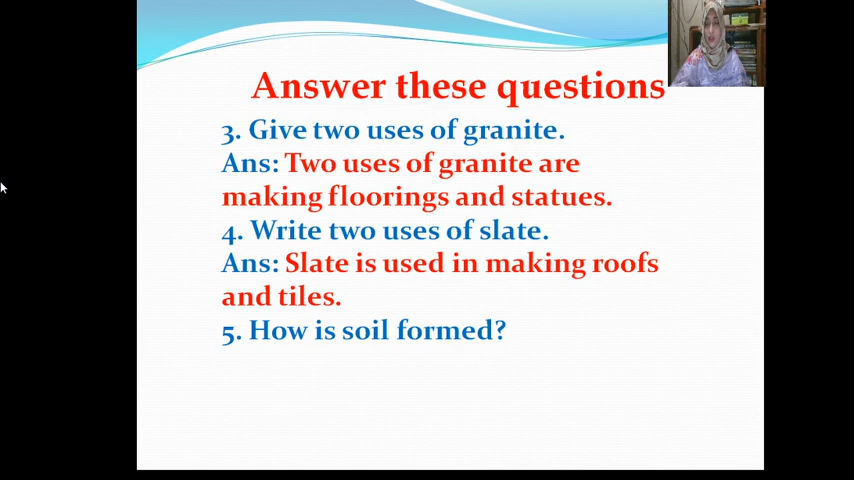 Answer these questions
3. Give two uses of granite.
Ans: Two uses of granite are
making floorings and statues.
4. Write two uses of slate.
Ans: Slate is used in making roofs
and tiles.
5. How is soil formed?